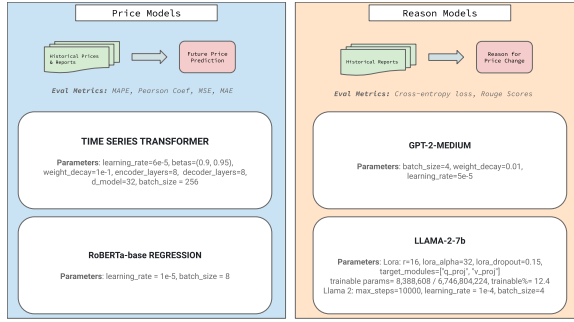 Price Models
Historical Prices
& Reports
Future Price
Prediction
Eval Metrics: MAPE, Pearson Coef, MSE, MAE
TIME SERIES TRANSFORMER
Parameters: learning_rate=6e-5, betas=(0.9, 0.95),
weight_decay=1e-1, encoder_layers=8, decoder_layers=8,
d_model=32, batch_size = 256
RoBERTa-base REGRESSION
Parameters: learning_rate = 1e-5, batch_size = 8
Reason Models
Historical Reports
Reason for
Price Change
Eval Metrics: Cross-entropy loss, Rouge Scores
GPT-2-MEDIUM
Parameters: batch_size=4, weight_decay=0.01,
learning_rate=5e-5
LLAMA-2-7b
Parameters: Lora: r=16, lora_alpha=32, lora_dropout=0.15,
target_modules=["q_proj", "v_proj"]
trainable params= 8,388,608 / 6,746,804,224, trainable%= 12.4
Llama 2: max_steps=10000, learning_rate = 1e-4, batch_size=4